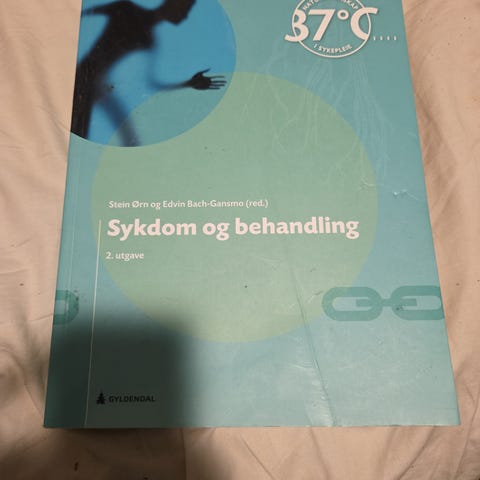 37°C....
I SYKEPLEIE
Stein Ørn og Edvin Bach-Gansmo (red.)
Sykdom og behandling
2. utgave
GYLDENDAL